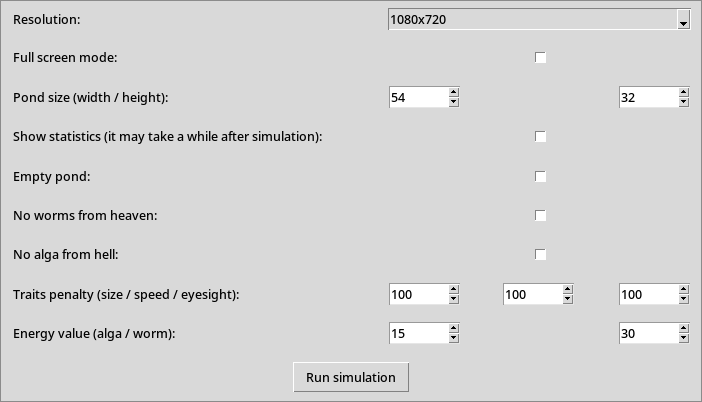 Resolution: 1080x720
Full screen mode:
Pond size (width / height): 54 32
Show statistics (it may take a while after simulation):
Empty pond:
No worms from heaven:
No alga from hell:
Traits penalty (size / speed / eyesight): 100 100 100
Energy value (alga / worm): 15 30
Run simulation